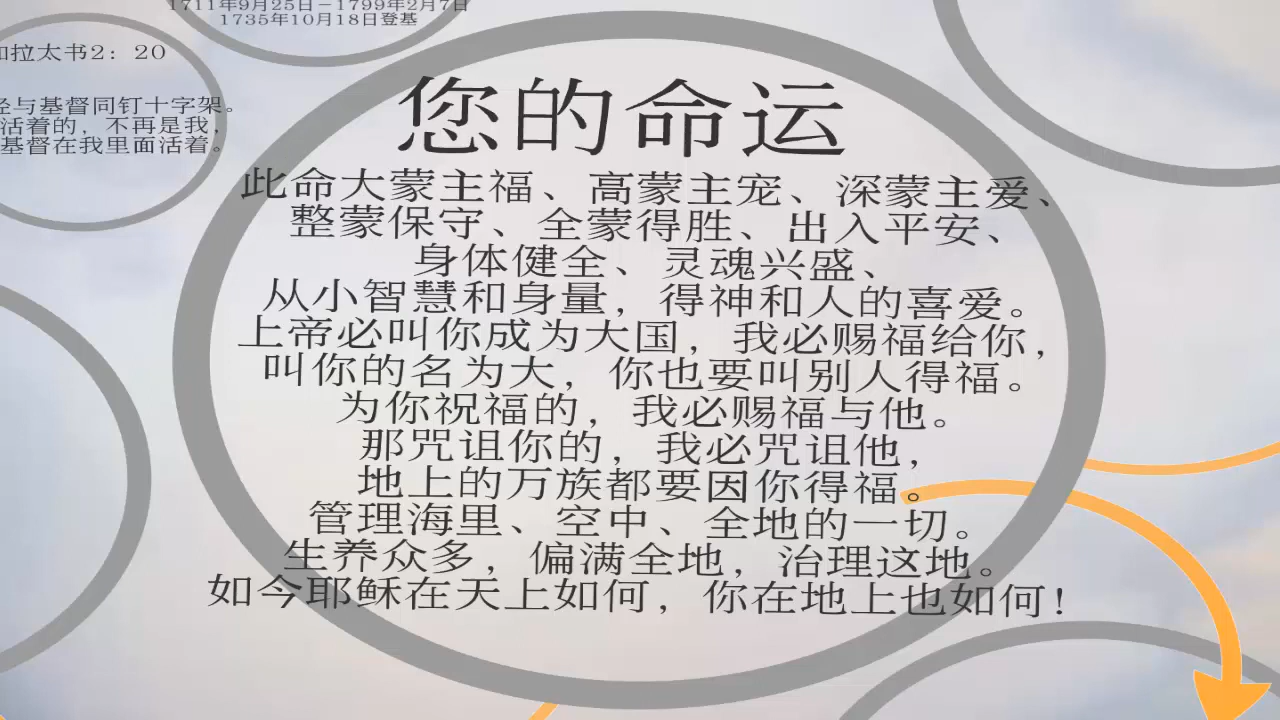 1711年9月25日－1799年2月7日
1735年10月18日登基
加拉太书2：20
与基督同钉十字架。
活着的，不再是我，
基督在我里面活着。
您的命运
此命大蒙主福、高蒙主宠、深蒙主爱、
整蒙保守、全蒙得胜、出入平安、
身体健全、灵魂兴盛、
从小智慧和身量，得神和人的喜爱。
上帝必叫你成为大国，我必赐福给你，
叫你的名为大，你也要叫别人得福。
为你祝福的，我必赐福与他。
那咒诅你的，我必咒诅他，
地上的万族都要因你得福。
管理海里、空中、全地的一切。
生养众多，偏满全地，治理这地。
如今耶稣在天上如何，你在地上也如何！